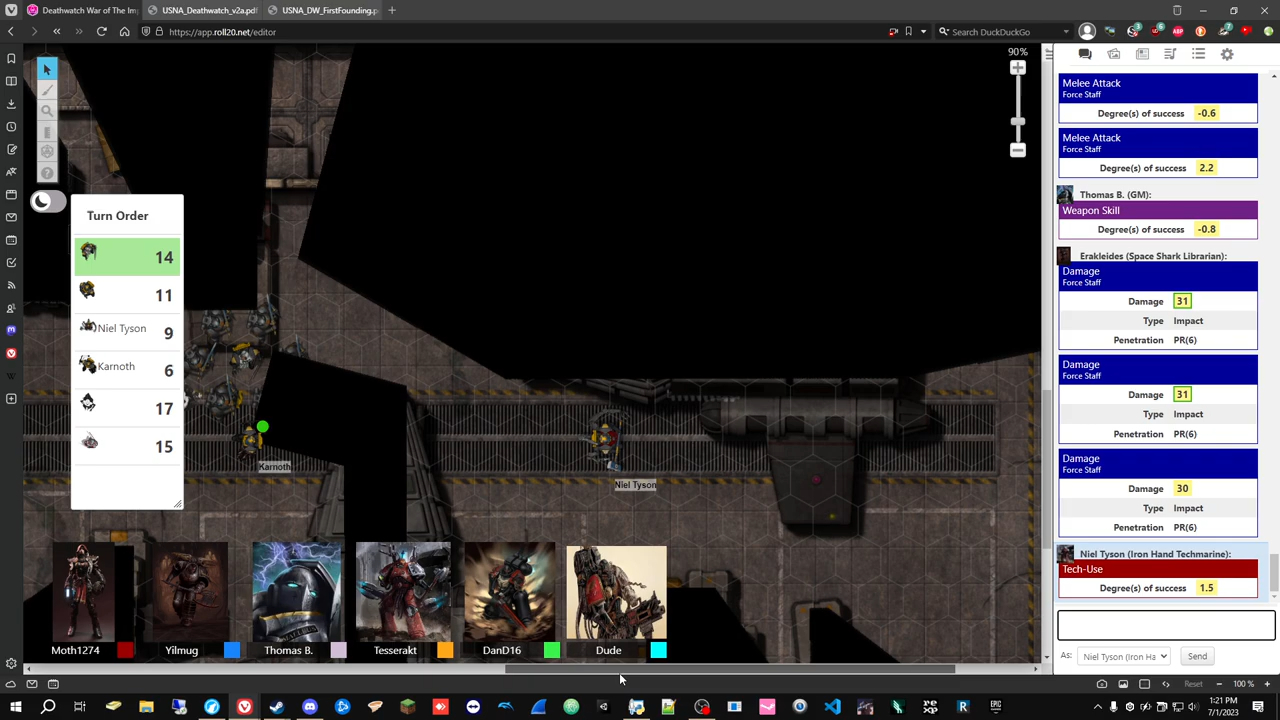 Deathwatch War of The Im
USNA_Deathwatch_v2a.pdf
USNA_DW_FirstFounding.p
https://app.roll20.net/editor
Search DuckDuckGo
90%
Turn Order
14
11
Niel Tyson
9
Karnoth
6
17
15
Karnoth
Niel Tyson
Moth1274
Yilmug
Thomas B.
Tesserakt
DanD16
Dude
Melee Attack
Force Staff
Degree(s) of success -0.6
Melee Attack
Force Staff
Degree(s) of success 2.2
Thomas B. (GM):
Weapon Skill
Degree(s) of success -0.8
Erakleides (Space Shark Librarian):
Damage
Force Staff
Damage 31
Type Impact
Penetration PR(6)
Damage
Force Staff
Damage 31
Type Impact
Penetration PR(6)
Damage
Force Staff
Damage 30
Type Impact
Penetration PR(6)
Niel Tyson (Iron Hand Techmarine):
Tech-Use
Degree(s) of success 1.5
As: Niel Tyson (Iron Ha
Send
Reset
100 %
1:21 PM
7/1/2023